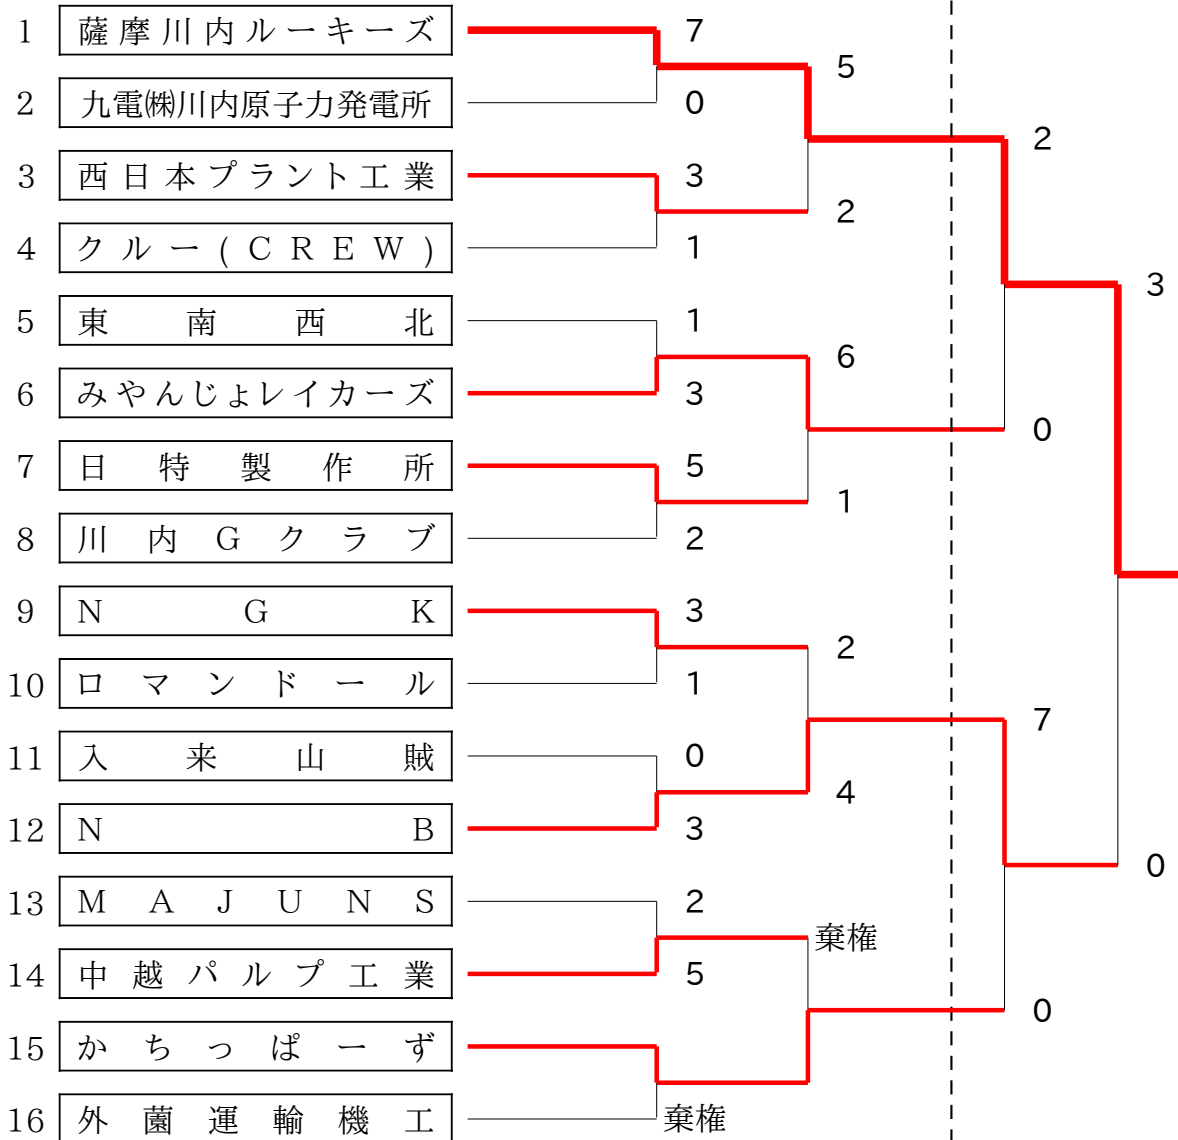 1 薩摩川内ルーキーズ 7
5
2 九電㈱川内原子力発電所 0
2
3 西日本プラント工業 3
2
4 クルー(CREW) 1
3
5 東南西北 1
6
6 みやんじょレイカーズ 3
0
7 日特製作所 5
1
8 川内Gクラブ 2
9 NGK 3
2
10 ロマンドール 1
7
11 入来山賊 0
4
12 NB 3
0
13 MAJUNS 2
棄権
14 中越パルプ工業 5
0
15 かちっぱーず
16 外薗運輸機工 棄権